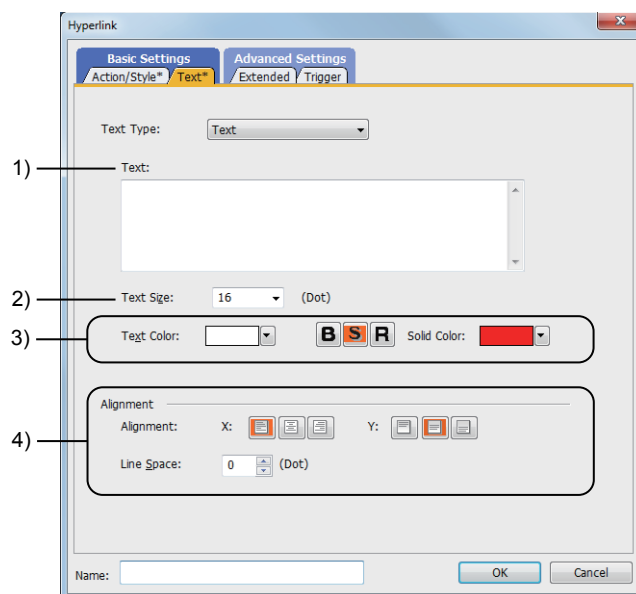 Hyperlink
Basic Settings Advanced Settings
Action/Style* Text* Extended Trigger
Text Type: Text
1) Text:
2) Text Size: 16 (Dot)
3) Text Color: B S R Solid Color:
Alignment
4) Alignment: X: Y:
Line Space: 0 (Dot)
Name: OK Cancel